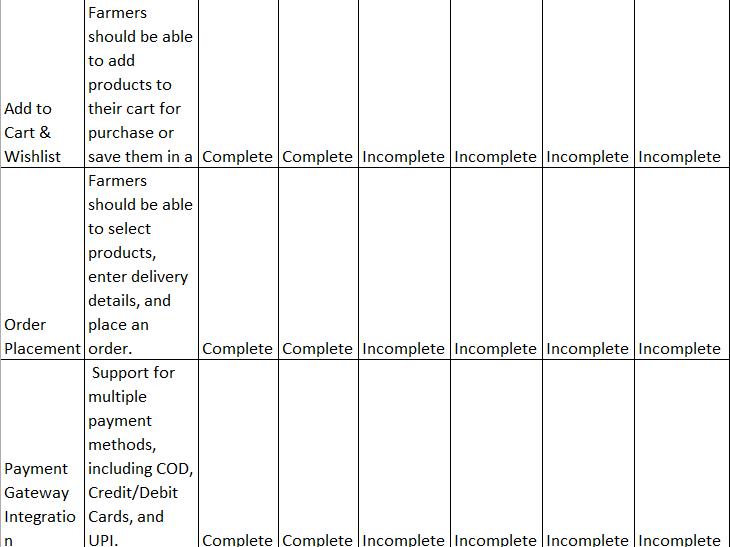 Add to
Cart &
Wishlist
Farmers
should be able
to add
products to
their cart for
purchase or
save them in a
Complete
Complete
Incomplete
Incomplete
Incomplete
Incomplete
Order
Placement
Farmers
should be able
to select
products,
enter delivery
details, and
place an
order.
Complete
Complete
Incomplete
Incomplete
Incomplete
Incomplete
Payment
Gateway
Integratio
n
Support for
multiple
payment
methods,
including COD,
Credit/Debit
Cards, and
UPI.
Complete
Complete
Incomplete
Incomplete
Incomplete
Incomplete